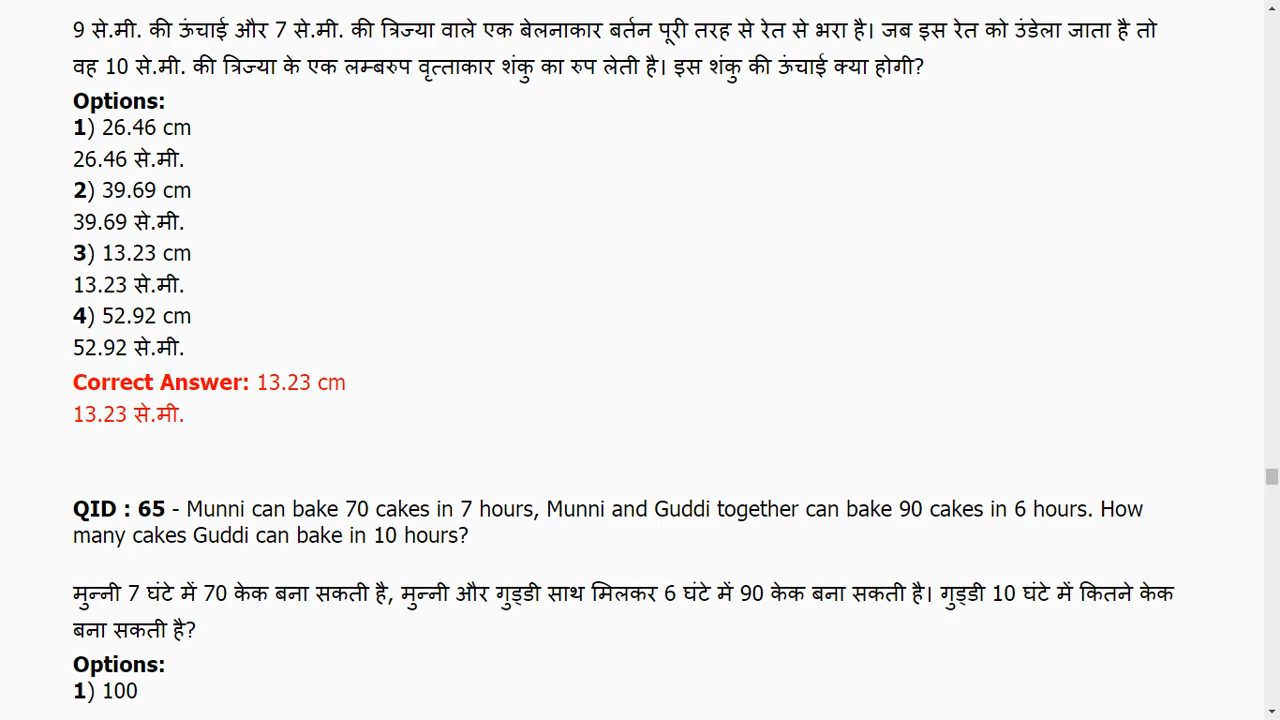 9 से.मी. की ऊंचाई और 7 से.मी. की त्रिज्या वाले एक बेलनाकार बर्तन पूरी तरह से रेत से भरा है। जब इस रेत को उंडेला जाता है तो
वह 10 से.मी. की त्रिज्या के एक लम्बरुप वृत्ताकार शंकु का रुप लेती है। इस शंकु की ऊंचाई क्या होगी?
Options:
1) 26.46 cm
26.46 से.मी.
2) 39.69 cm
39.69 से.मी.
3) 13.23 cm
13.23 से.मी.
4) 52.92 cm
52.92 से.मी.
Correct Answer: 13.23 cm
13.23 से.मी.
QID : 65 - Munni can bake 70 cakes in 7 hours, Munni and Guddi together can bake 90 cakes in 6 hours. How
many cakes Guddi can bake in 10 hours?
मुन्नी 7 घंटे में 70 केक बना सकती है, मुन्नी और गुड्डी साथ मिलकर 6 घंटे में 90 केक बना सकती है। गुड्डी 10 घंटे में कितने केक
बना सकती है?
Options:
1) 100